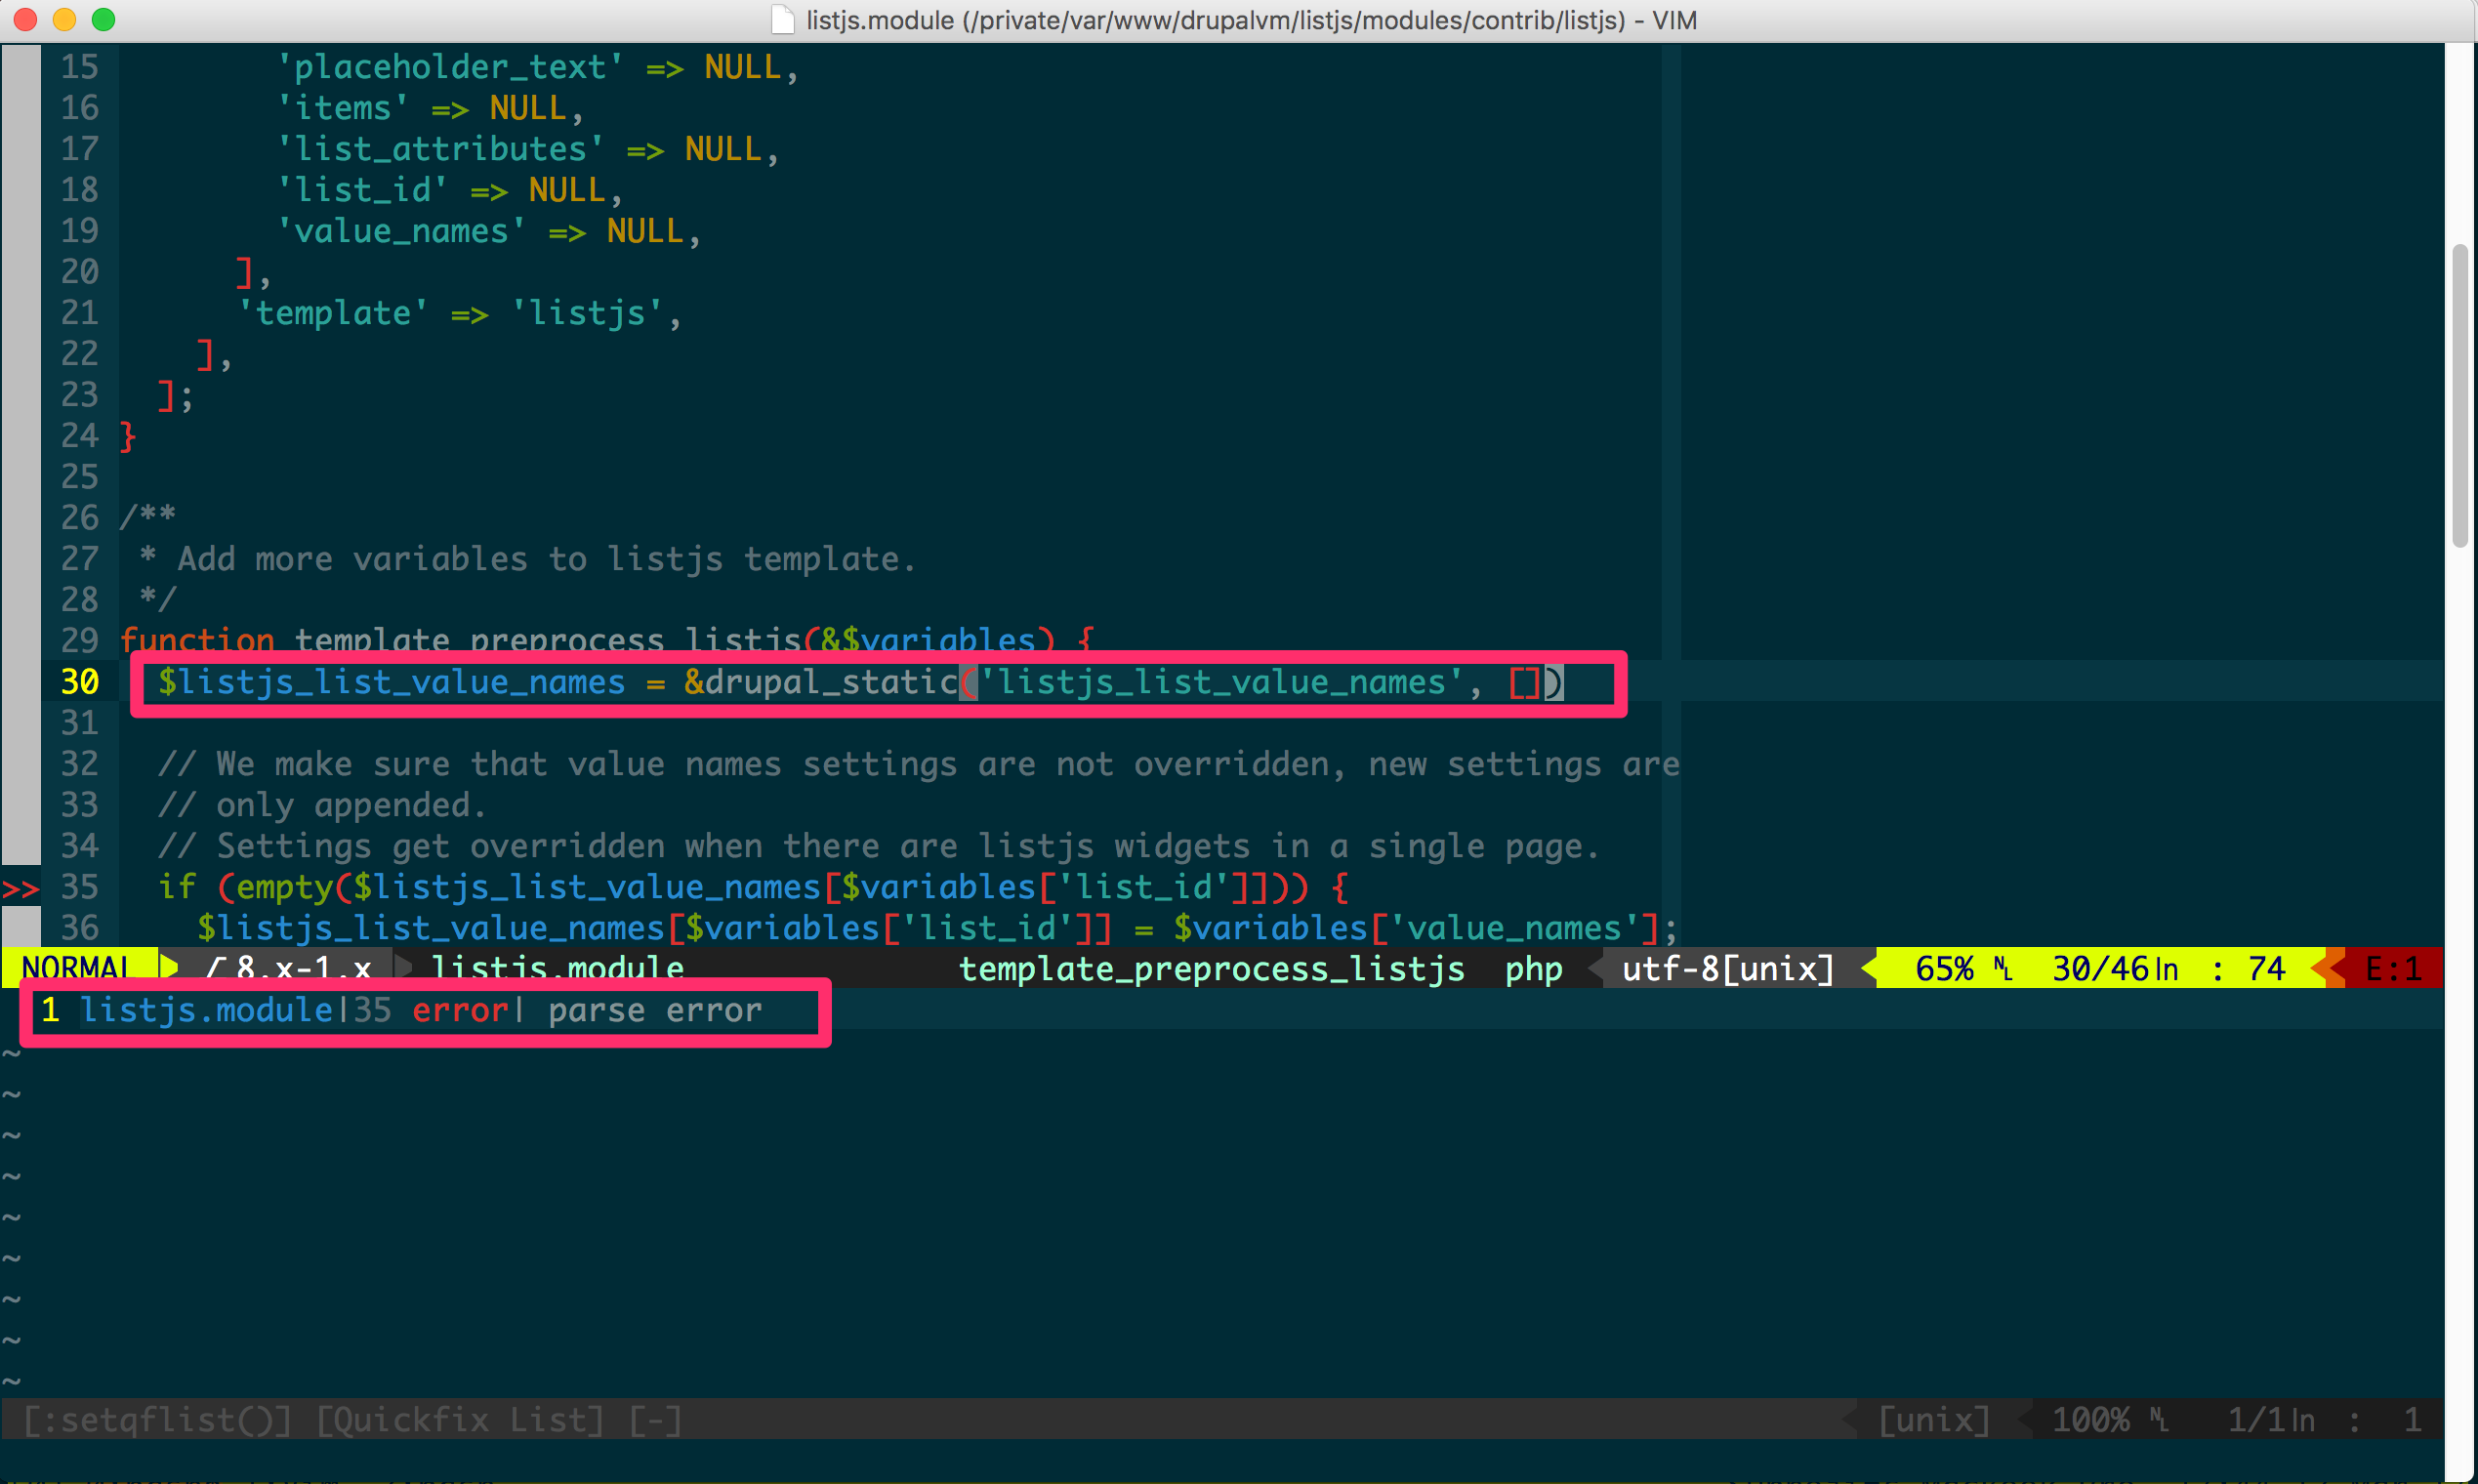 listjs.module (/private/var/www/drupalvm/listjs/modules/contrib/listjs) - VIM
15 'placeholder_text' => NULL,
16 'items' => NULL,
17 'list_attributes' => NULL,
18 'list_id' => NULL,
19 'value_names' => NULL,
20 ],
21 'template' => 'listjs',
22 ],
23 ];
24 }
25
26 /**
27 * Add more variables to listjs template.
28 */
29 function template_preprocess_listjs(&$variables) {
30 $listjs_list_value_names = &drupal_static('listjs_list_value_names', [])
31
32 // We make sure that value names settings are not overridden, new settings are
33 // only appended.
34 // Settings get overridden when there are listjs widgets in a single page.
>> 35 if (empty($listjs_list_value_names[$variables['list_id']])) {
36 $listjs_list_value_names[$variables['list_id']] = $variables['value_names'];
NORMAL 8.x-1.x listjs.module template_preprocess_listjs php utf-8[unix] 65% ␤ 30/46ln : 74 E:1
1 listjs.module|35 error| parse error
~
~
~
~
~
~
~
~
~
[:setqflist()] [Quickfix List] [-] [unix] 100% ␤ 1/1ln : 1